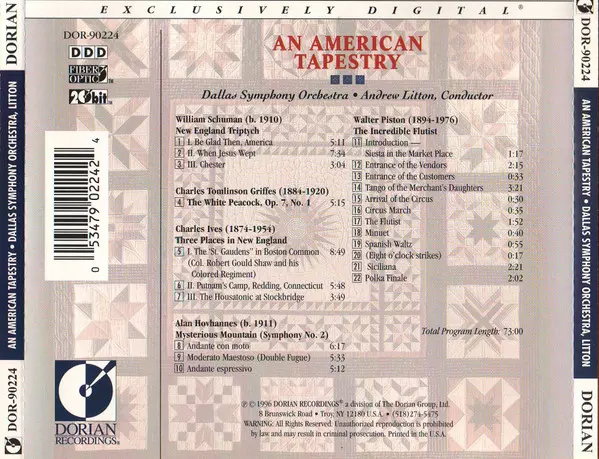 EXCLUSIVELY DIGITAL®
DOR-90224
DDD
FIBER
OPTIC™
20bit™
AN AMERICAN
TAPESTRY
Dallas Symphony Orchestra • Andrew Litton, Conductor
William Schuman (b. 1910)
New England Triptych
1 I. Be Glad Then, America 5:11
2 II. When Jesus Wept 7:34
3 III. Chester 3:04
Charles Tomlinson Griffes (1884-1920)
4 The White Peacock, Op. 7, No. 1 5:15
Charles Ives (1874-1954)
Three Places in New England
5 I. The "St. Gaudens" in Boston Common 8:49
(Col. Robert Gould Shaw and his
Colored Regiment)
6 II. Putnam's Camp, Redding, Connecticut 5:48
7 III. The Housatonic at Stockbridge 3:49
Alan Hovhannes (b. 1911)
Mysterious Mountain (Symphony No. 2)
8 Andante con moto 6:17
9 Moderato Maestoso (Double Fugue) 5:33
10 Andante espressivo 5:12
Walter Piston (1894-1976)
The Incredible Flutist
11 Introduction —
Siesta in the Market Place 1:17
12 Entrance of the Vendors 2:15
13 Entrance of the Customers 0:33
14 Tango of the Merchant's Daughters 3:21
15 Arrival of the Circus 0:30
16 Circus March 0:35
17 The Flutist 1:52
18 Minuet 0:40
19 Spanish Waltz 0:55
20 (Eight o'clock strikes) 0:17
21 Siciliana 2:21
22 Polka Finale 2:02
Total Program Length: 73:00
℗ © 1996 DORIAN RECORDINGS® a division of The Dorian Group, Ltd.
8 Brunswick Road • Troy, NY 12180 U.S.A. • (518)274-5475
WARNING: All Rights Reserved. Unauthorized reproduction is prohibited
by law and may result in criminal prosecution. Printed in the U.S.A.
0 53479 02242 4
DORIAN
RECORDINGS®
DOR-90224 AN AMERICAN TAPESTRY • DALLAS SYMPHONY ORCHESTRA, LITTON DORIAN
DOR-90224 AN AMERICAN TAPESTRY • DALLAS SYMPHONY ORCHESTRA, LITTON DORIAN